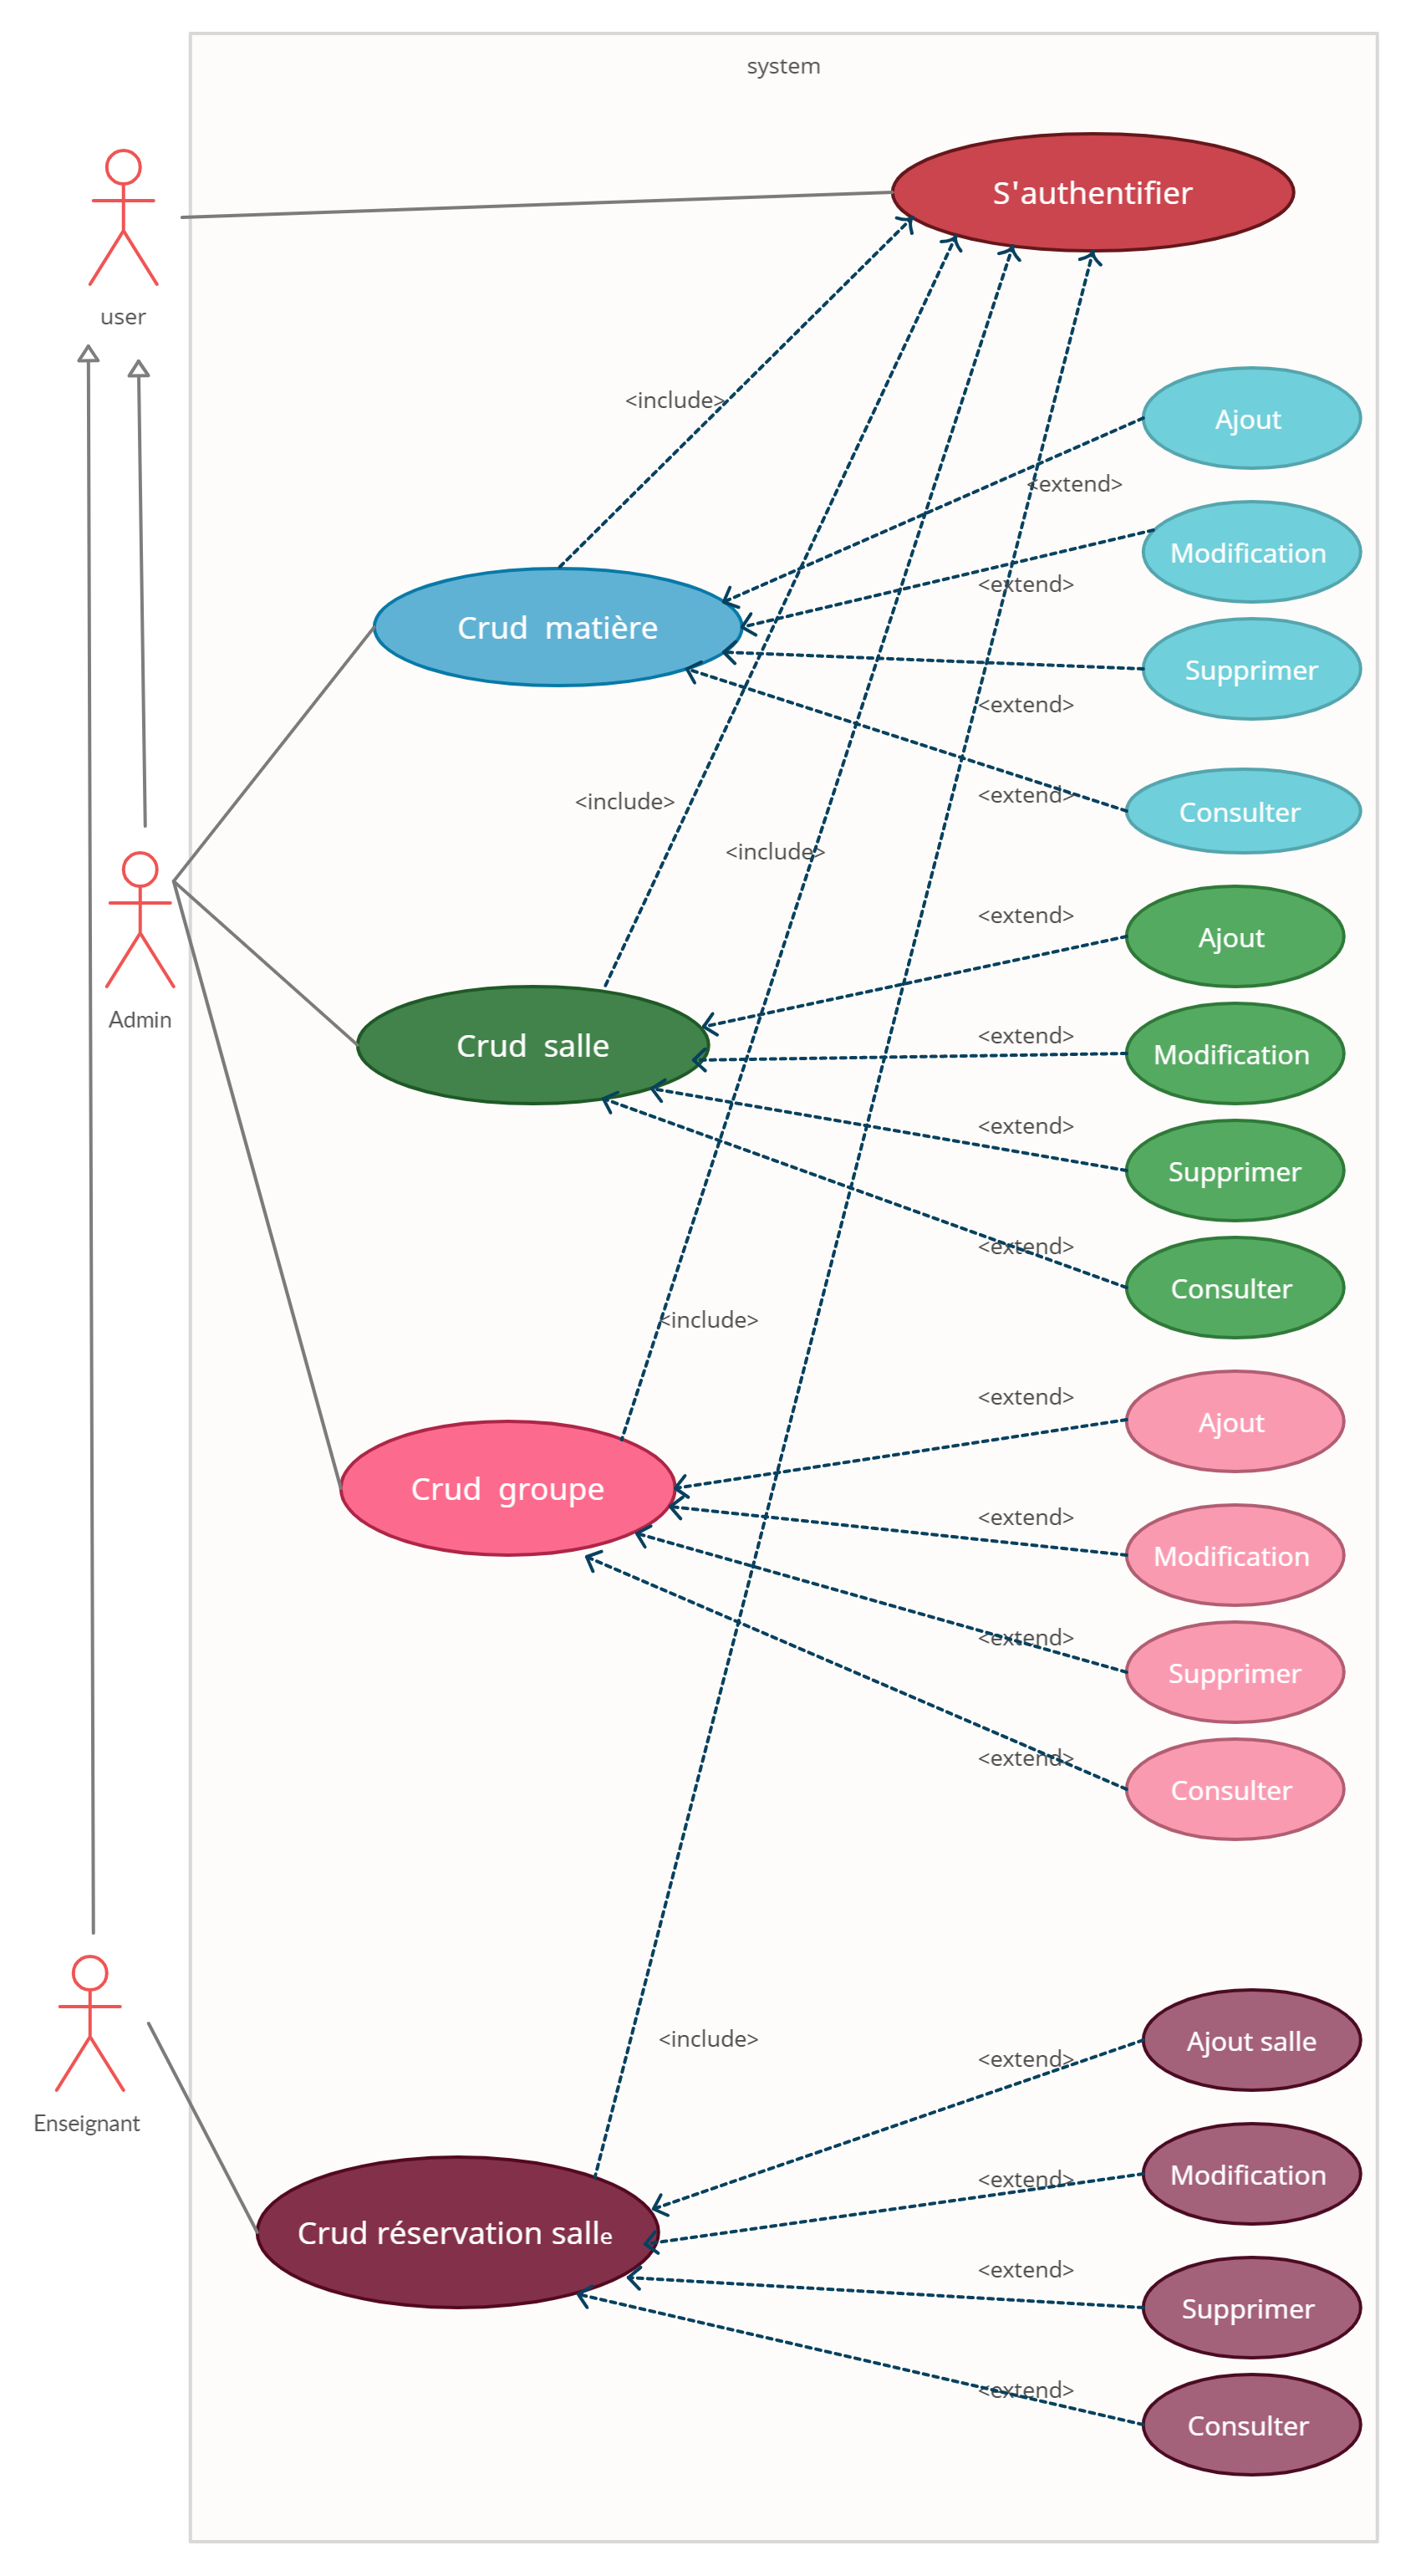 system
S'authentifier
user
<include>
Ajout
<extend>
Modification
<extend>
Crud matière
Supprimer
<extend>
<extend>
Consulter
<include>
<include>
<extend>
Ajout
Admin
<extend>
Crud salle
Modification
<extend>
Supprimer
<extend>
Consulter
<include>
<extend>
Ajout
Crud groupe
<extend>
Modification
<extend>
Supprimer
<extend>
Consulter
<include>
<extend>
Ajout salle
Enseignant
<extend>
Modification
Crud réservation salle
<extend>
Supprimer
<extend>
Consulter